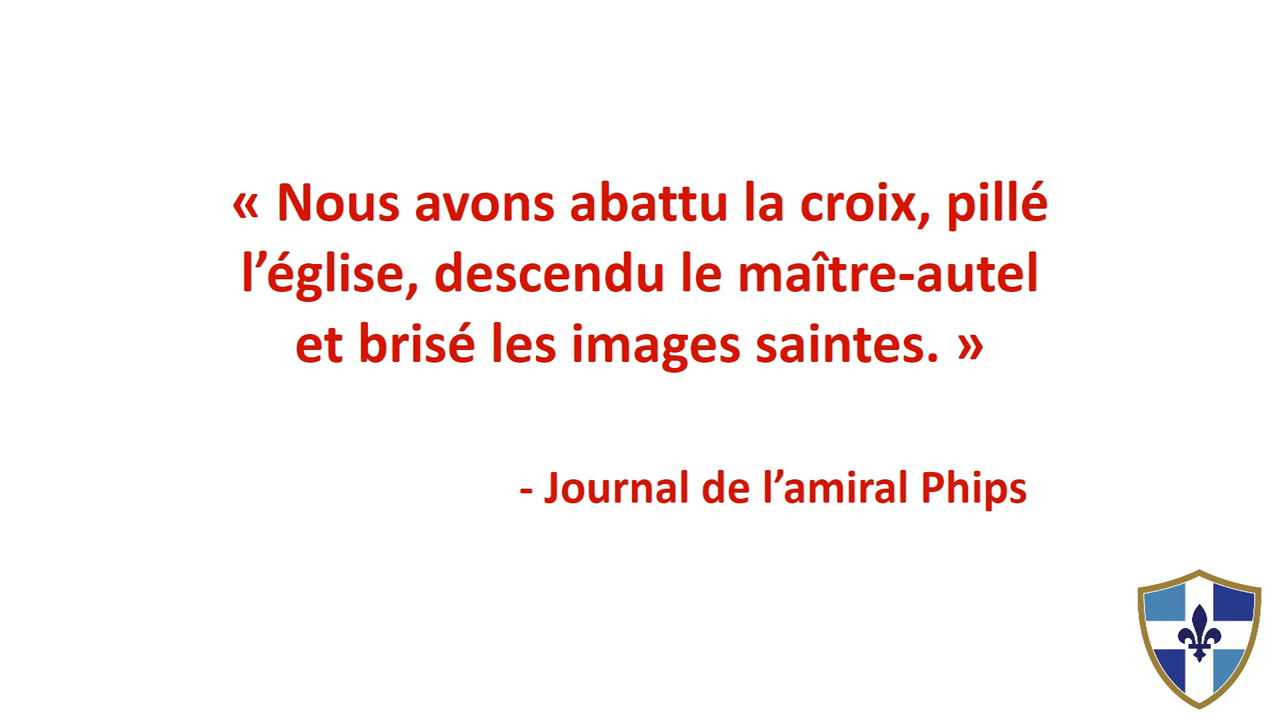 « Nous avons abattu la croix, pillé
l’église, descendu le maître-autel
et brisé les images saintes. »
- Journal de l’amiral Phips